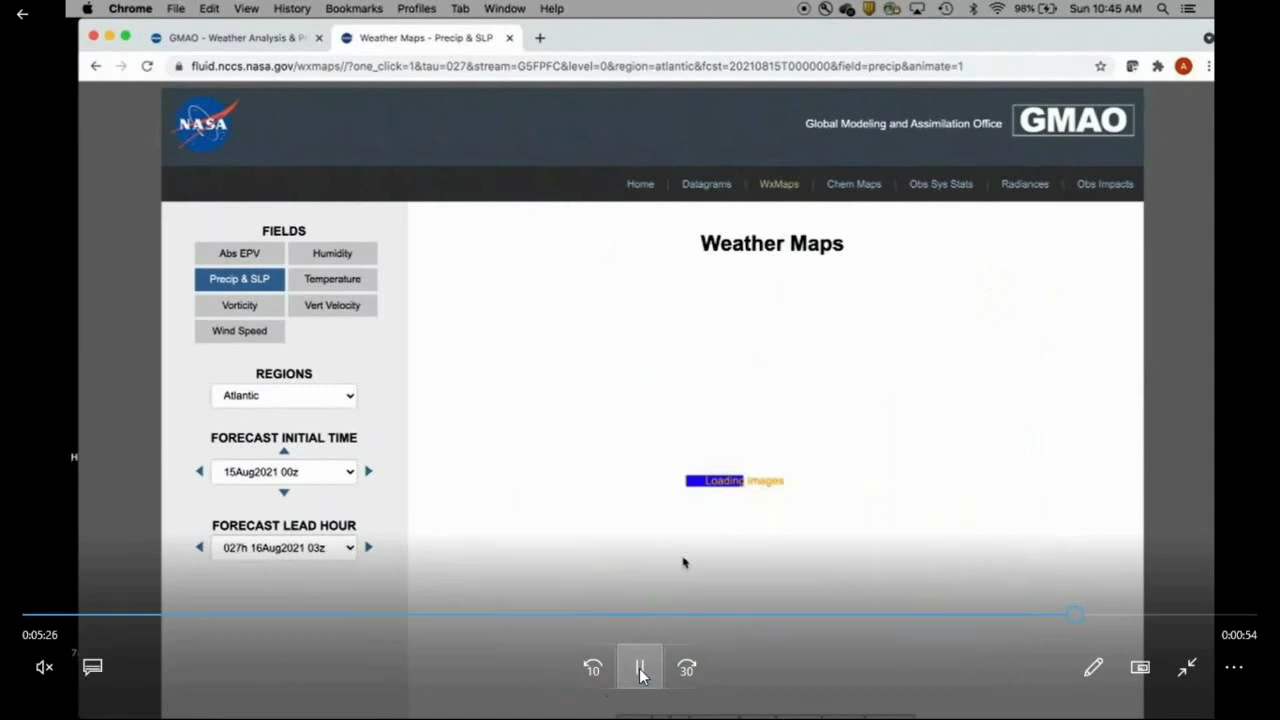 Chrome File Edit View History Bookmarks Profiles Tab Window Help 98% Sun 10:45 AM
GMAO - Weather Analysis & P
Weather Maps - Precip & SLP
fluid.nccs.nasa.gov/wxmaps//?one_click=1&tau=027&stream=G5FPFC&level=0&region=atlantic&fcst=20210815T000000&field=precip&animate=1
A
NASA
Global Modeling and Assimilation Office GMAO
Home Datagrams WxMaps Chem Maps Obs Sys Stats Radiances Obs Impacts
FIELDS
Abs EPV Humidity
Precip & SLP Temperature
Vorticity Vert Velocity
Wind Speed
REGIONS
Atlantic
FORECAST INITIAL TIME
15Aug2021 00z
FORECAST LEAD HOUR
027h 16Aug2021 03z
Weather Maps
Loading images
H
0:05:26
0:00:54
10
30